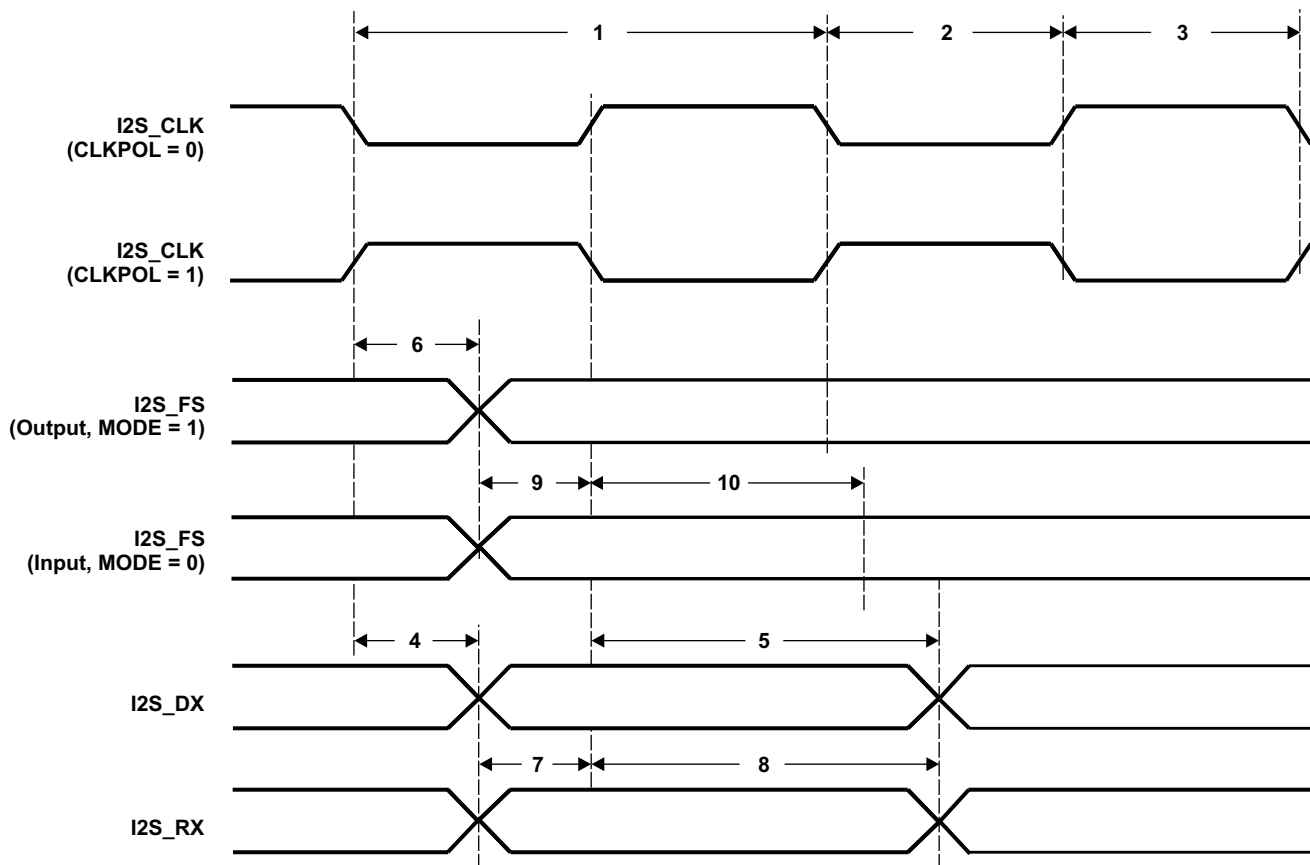 1
2
3
I2S_CLK
(CLKPOL = 0)
I2S_CLK
(CLKPOL = 1)
6
I2S_FS
(Output, MODE = 1)
9
10
I2S_FS
(Input, MODE = 0)
4
5
I2S_DX
7
8
I2S_RX